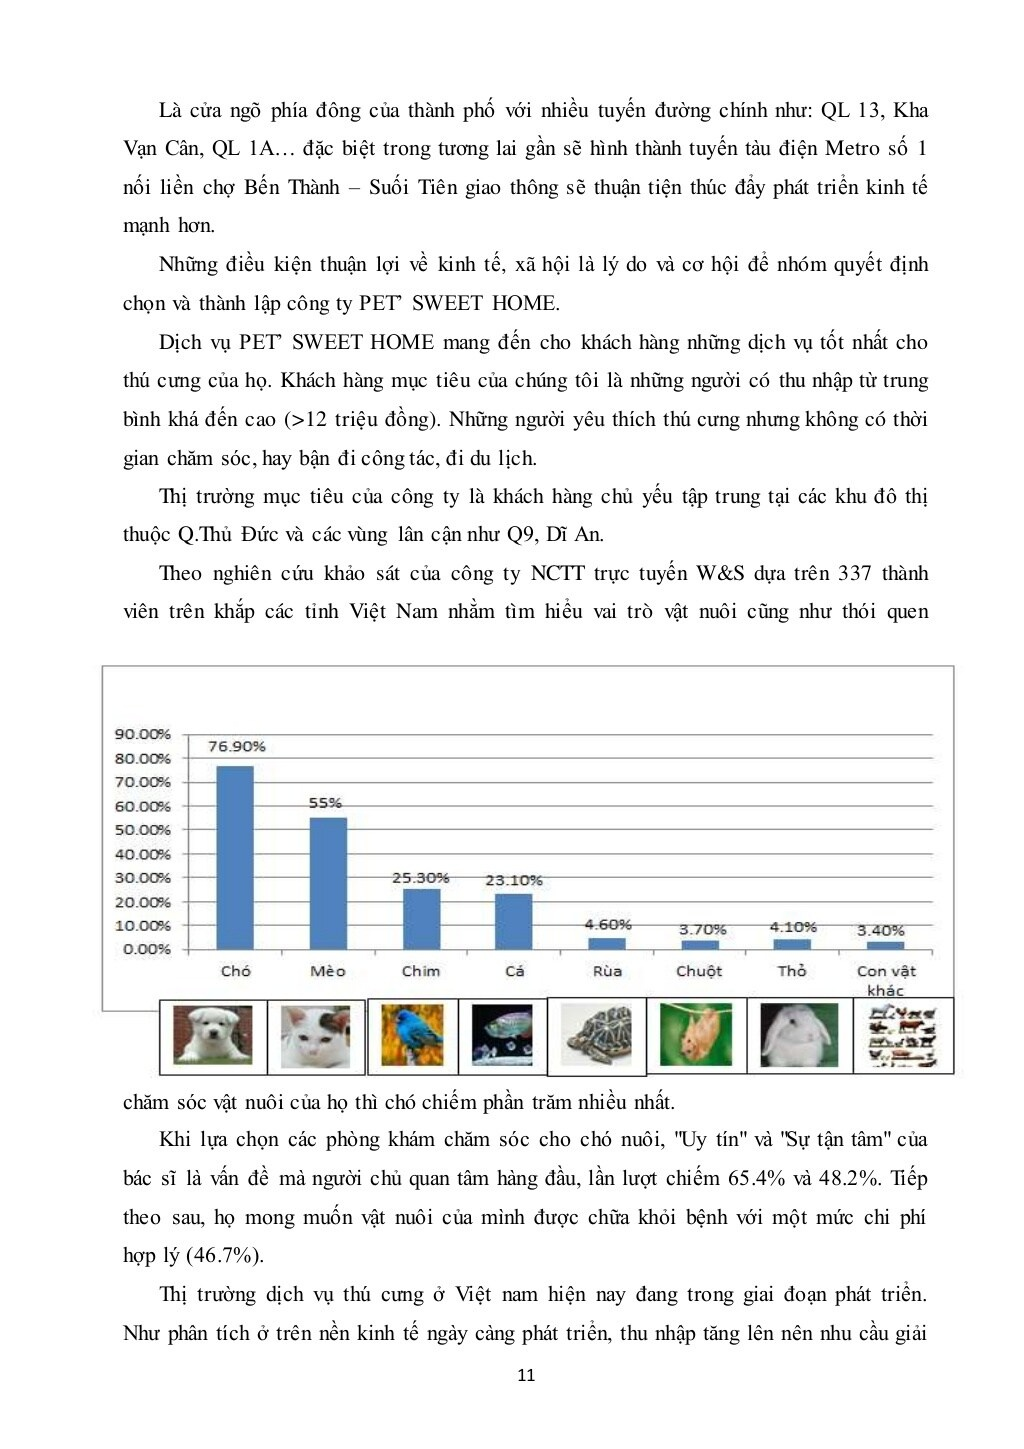 Là cửa ngõ phía đông của thành phố với nhiều tuyến đường chính như: QL 13, Kha
Vạn Cân, QL 1A… đặc biệt trong tương lai gần sẽ hình thành tuyến tàu điện Metro số 1
nối liền chợ Bến Thành – Suối Tiên giao thông sẽ thuận tiện thúc đẩy phát triển kinh tế
mạnh hơn.
Những điều kiện thuận lợi về kinh tế, xã hội là lý do và cơ hội để nhóm quyết định
chọn và thành lập công ty PET’ SWEET HOME.
Dịch vụ PET’ SWEET HOME mang đến cho khách hàng những dịch vụ tốt nhất cho
thú cưng của họ. Khách hàng mục tiêu của chúng tôi là những người có thu nhập từ trung
bình khá đến cao (>12 triệu đồng). Những người yêu thích thú cưng nhưng không có thời
gian chăm sóc, hay bận đi công tác, đi du lịch.
Thị trường mục tiêu của công ty là khách hàng chủ yếu tập trung tại các khu đô thị
thuộc Q.Thủ Đức và các vùng lân cận như Q9, Dĩ An.
Theo nghiên cứu khảo sát của công ty NCTT trực tuyến W&S dựa trên 337 thành
viên trên khắp các tỉnh Việt Nam nhằm tìm hiểu vai trò vật nuôi cũng như thói quen
90.00%
80.00%
70.00%
60.00%
50.00%
40.00%
30.00%
20.00%
10.00%
0.00%
76.90%
55%
25.30%
23.10%
4.60%
3.70%
4.10%
3.40%
Chó
Mèo
Chim
Cá
Rùa
Chuột
Thỏ
Con vật
khác
chăm sóc vật nuôi của họ thì chó chiếm phần trăm nhiều nhất.
Khi lựa chọn các phòng khám chăm sóc cho chó nuôi, "Uy tín" và "Sự tận tâm" của
bác sĩ là vấn đề mà người chủ quan tâm hàng đầu, lần lượt chiếm 65.4% và 48.2%. Tiếp
theo sau, họ mong muốn vật nuôi của mình được chữa khỏi bệnh với một mức chi phí
hợp lý (46.7%).
Thị trường dịch vụ thú cưng ở Việt nam hiện nay đang trong giai đoạn phát triển.
Như phân tích ở trên nền kinh tế ngày càng phát triển, thu nhập tăng lên nên nhu cầu giải
11